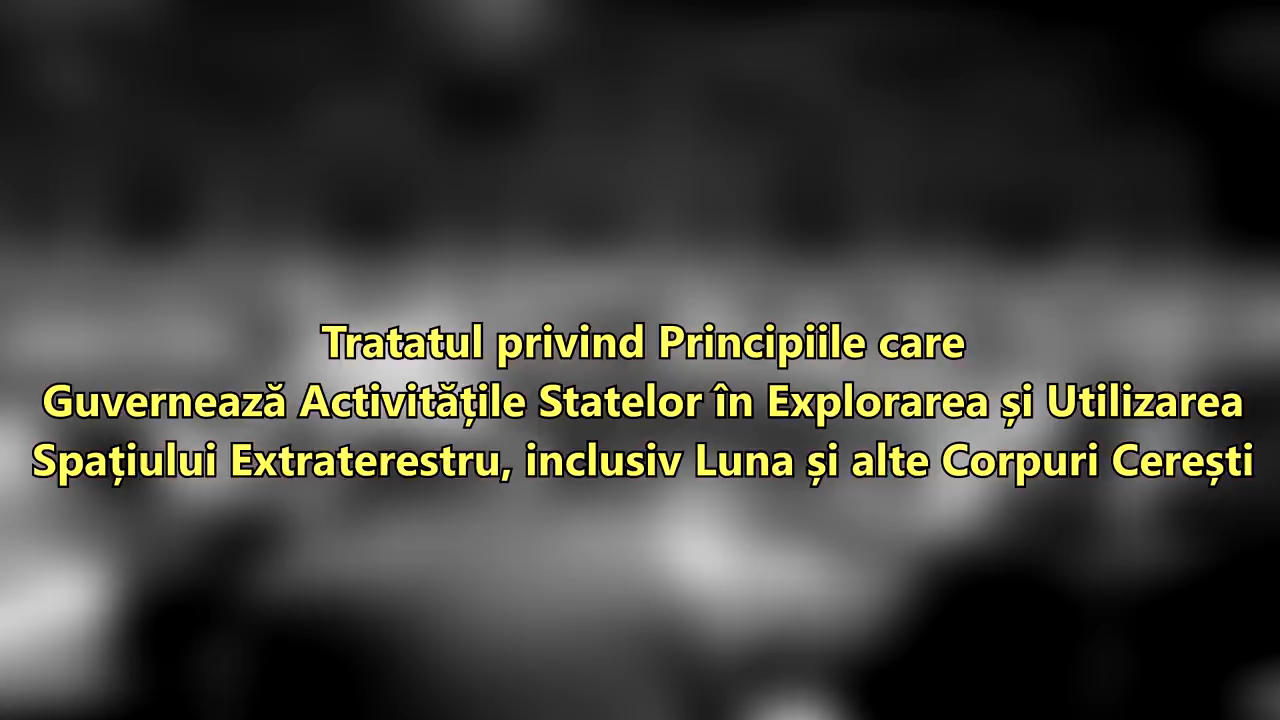 Tratatul privind Principiile care
Guvernează Activitățile Statelor în Explorarea și Utilizarea
Spațiului Extraterestru, inclusiv Luna și alte Corpuri Cerești